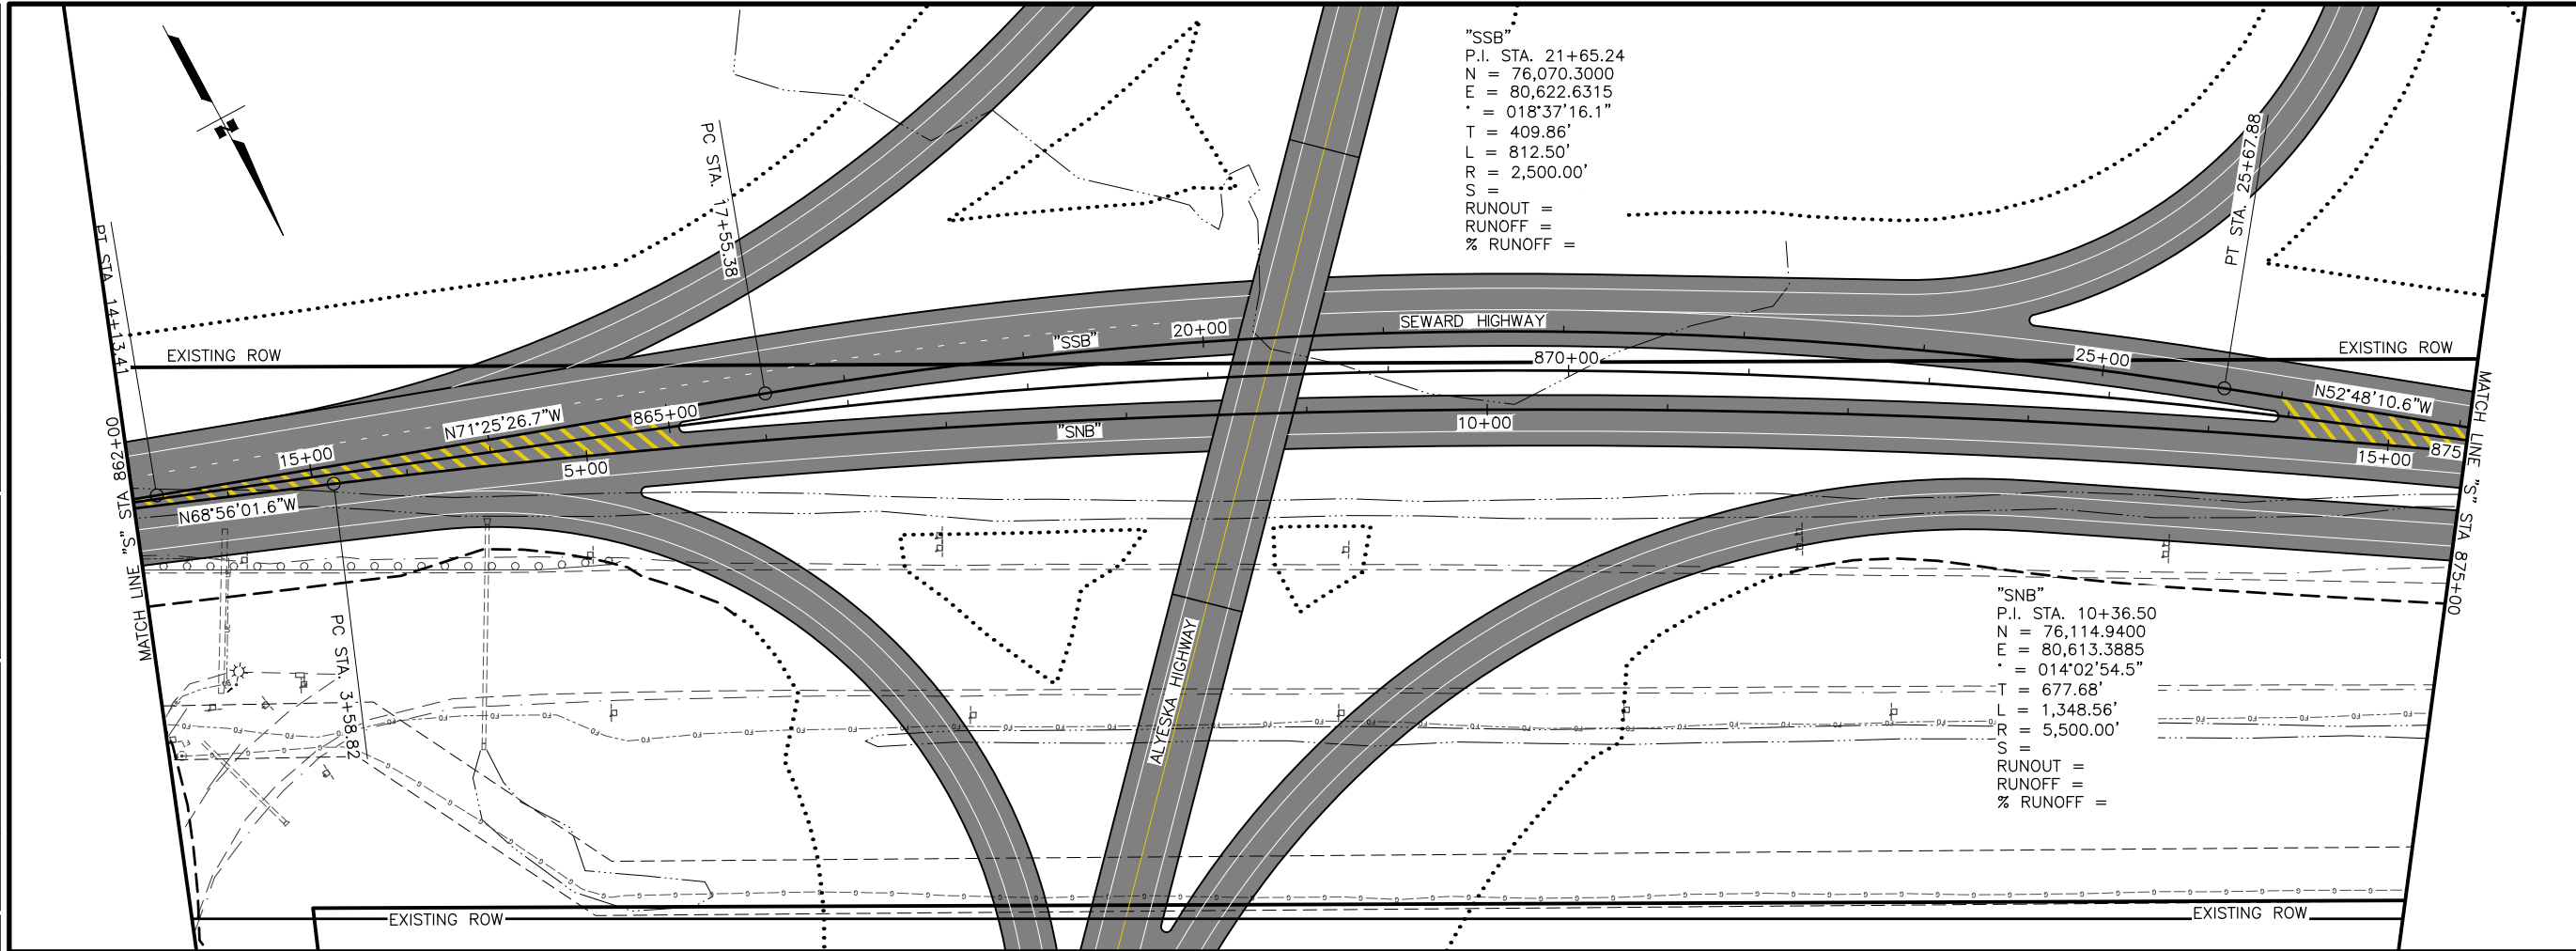 "SSB"
P.I. STA. 21+65.24
N = 76,070.3000
E = 80,622.6315
• = 018°37'16.1"
T = 409.86'
L = 812.50'
R = 2,500.00'
S =
RUNOUT =
RUNOFF =
% RUNOFF =
N
PT STA. 14+13.41
PC STA. 17+55.38
PT STA. 25+67.88
EXISTING ROW
"SSB"
20+00
SEWARD HIGHWAY
870+00
25+00
EXISTING ROW
N71°25'26.7"W
865+00
"SNB"
10+00
N52°48'10.6"W
15+00
5+00
15+00
875
N68°56'01.6"W
MATCH LINE "S" STA 862+00
MATCH LINE "S" STA 875+00
PC STA. 3+58.82
ALYESKA HIGHWAY
"SNB"
P.I. STA. 10+36.50
N = 76,114.9400
E = 80,613.3885
• = 014°02'54.5"
T = 677.68'
L = 1,348.56'
R = 5,500.00'
S =
RUNOUT =
RUNOFF =
% RUNOFF =
EXISTING ROW
EXISTING ROW